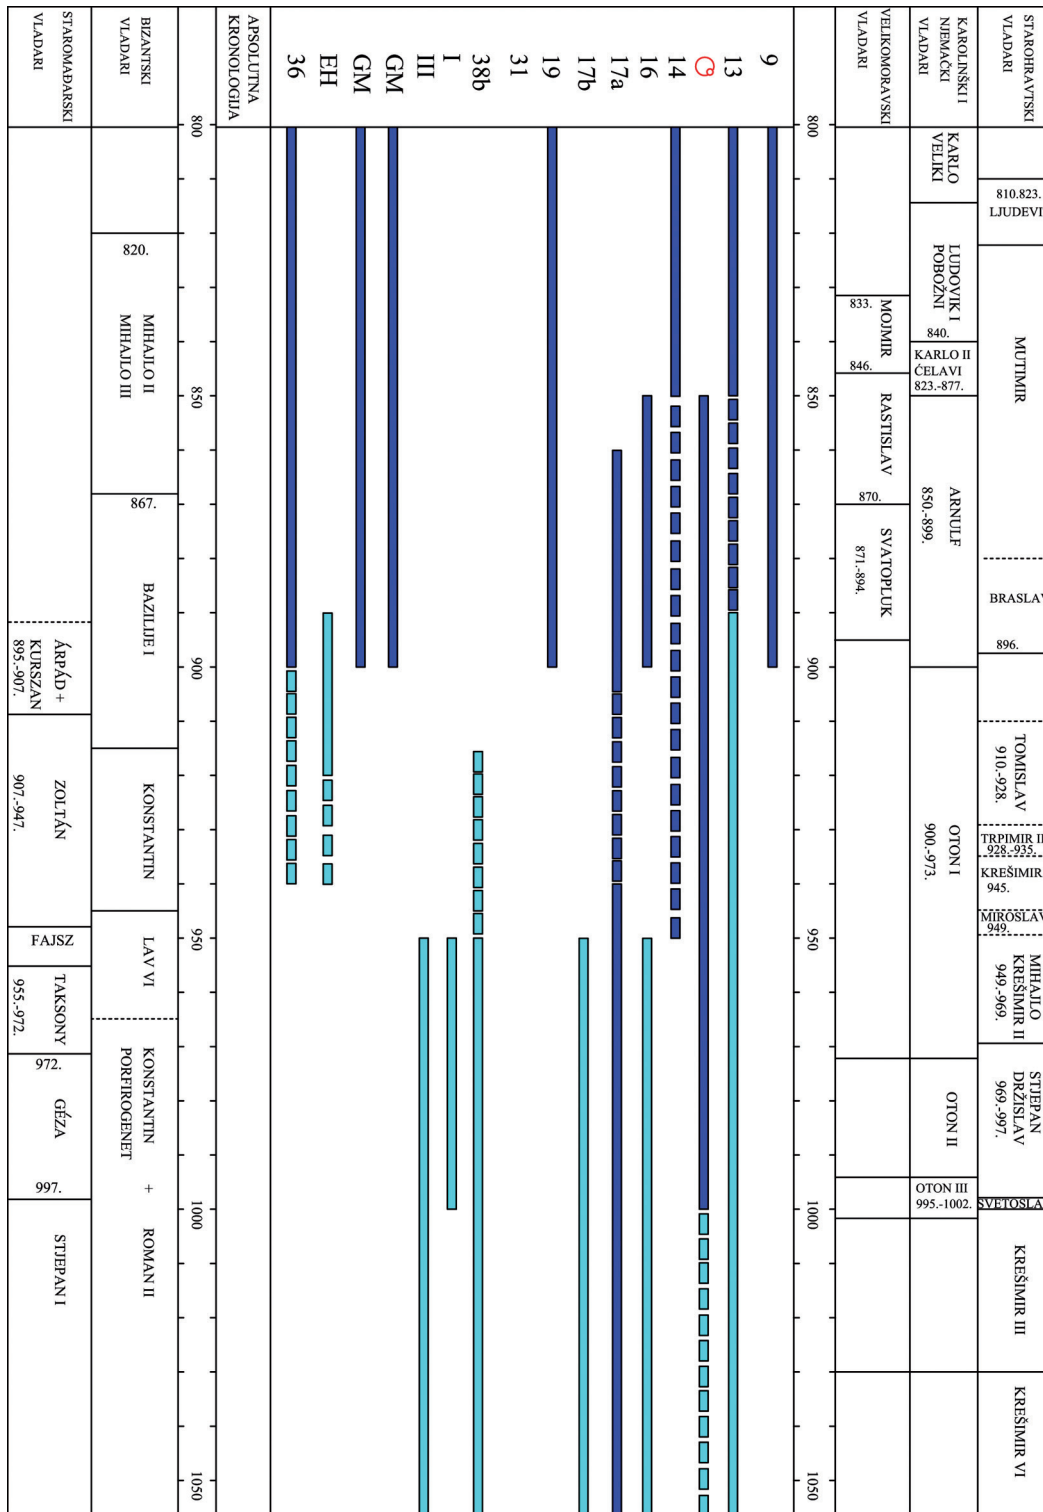 STAROHRAVTSKI
VLADARI
810.823.
LJUDEVI
MUTIMIR
BRASLAV
896.
TOMISLAV
910.-928.
TRPIMIR II
928.-935.
KREŠIMIR
945.
MIROSLAV
949.
MIHAJLO
KREŠIMIR II
949.-969.
STJEPAN
DRŽISLAV
969.-997.
SVETOSLA
KREŠIMIR III
KREŠIMIR VI
KAROLINŠKI I
NJEMAČKI
VLADARI
KARLO
VELIKI
LUDOVIK I
POBOŽNI
840.
KARLO II
ĆELAVI
823.-877.
ARNULF
850.-899.
OTON I
900.-973.
OTON II
OTON III
995.-1002.
VELIKOMORAVSKI
VLADARI
833.
MOJMIR
846.
RASTISLAV
870.
SVATOPLUK
871.-894.
800
850
900
950
1000
1050
9
13
14
16
17a
17b
19
31
38b
I
III
GM
GM
EH
36
APSOLUTNA
KRONOLOGIJA
800
850
900
950
1000
1050
BIZANTSKI
VLADARI
820.
MIHAJLO II
MIHAJLO III
867.
BAZILIJE I
KONSTANTIN
LAV VI
KONSTANTIN + ROMAN II
PORFIROGENET
STAROMAĐARSKI
VLADARI
ÁRPÁD +
KURSZAN
895.-907.
ZOLTÁN
907.-947.
FAJSZ
TAKSONY
955.-972.
972.
GÉZA
997.
STJEPAN I